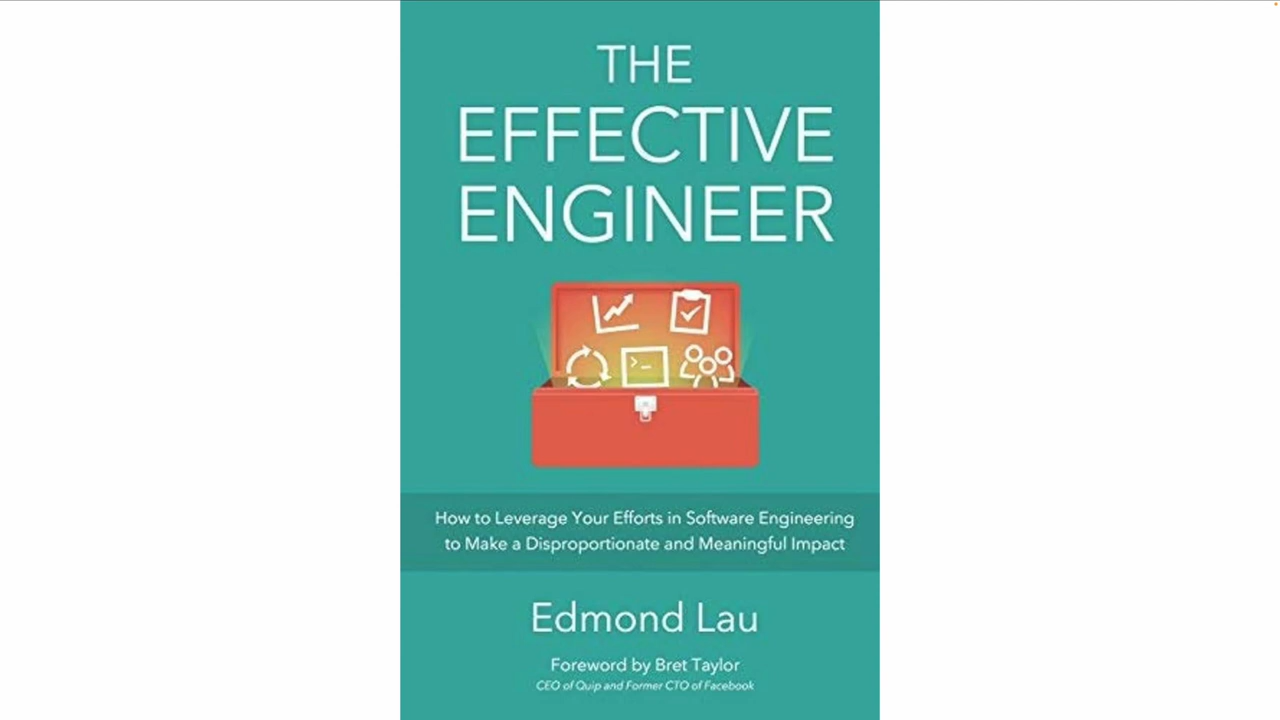 THE
EFFECTIVE
ENGINEER
How to Leverage Your Efforts in Software Engineering
to Make a Disproportionate and Meaningful Impact
Edmond Lau
Foreword by Bret Taylor
CEO of Quip and Former CTO of Facebook